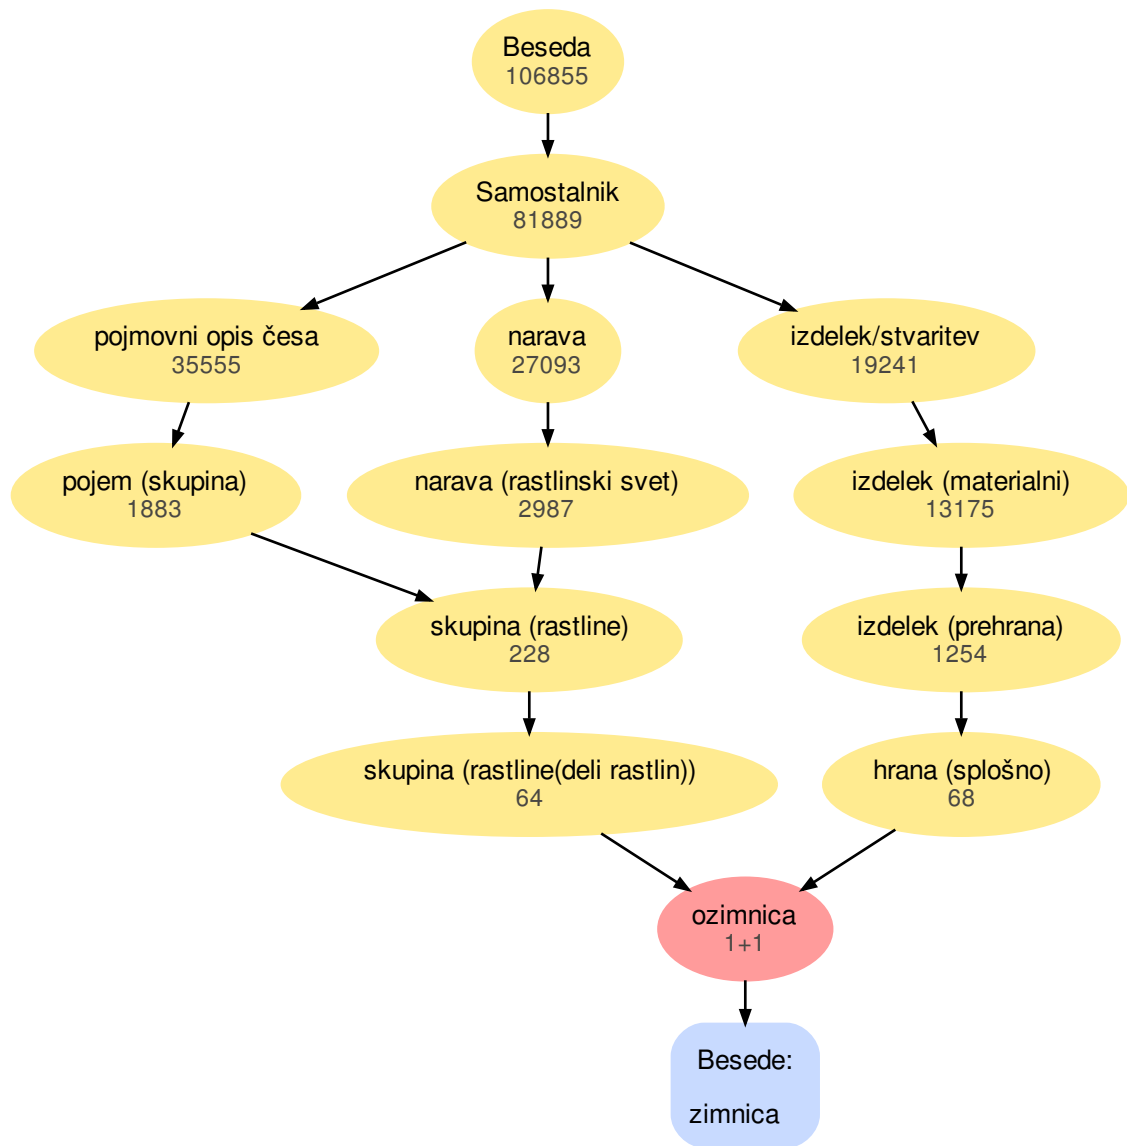 Beseda
106855
Samostalnik
81889
pojmovni opis česa
35555
narava
27093
izdelek/stvaritev
19241
pojem (skupina)
1883
narava (rastlinski svet)
2987
izdelek (materialni)
13175
skupina (rastline)
228
izdelek (prehrana)
1254
skupina (rastline(deli rastlin))
64
hrana (splošno)
68
ozimnica
1+1
Besede:
zimnica